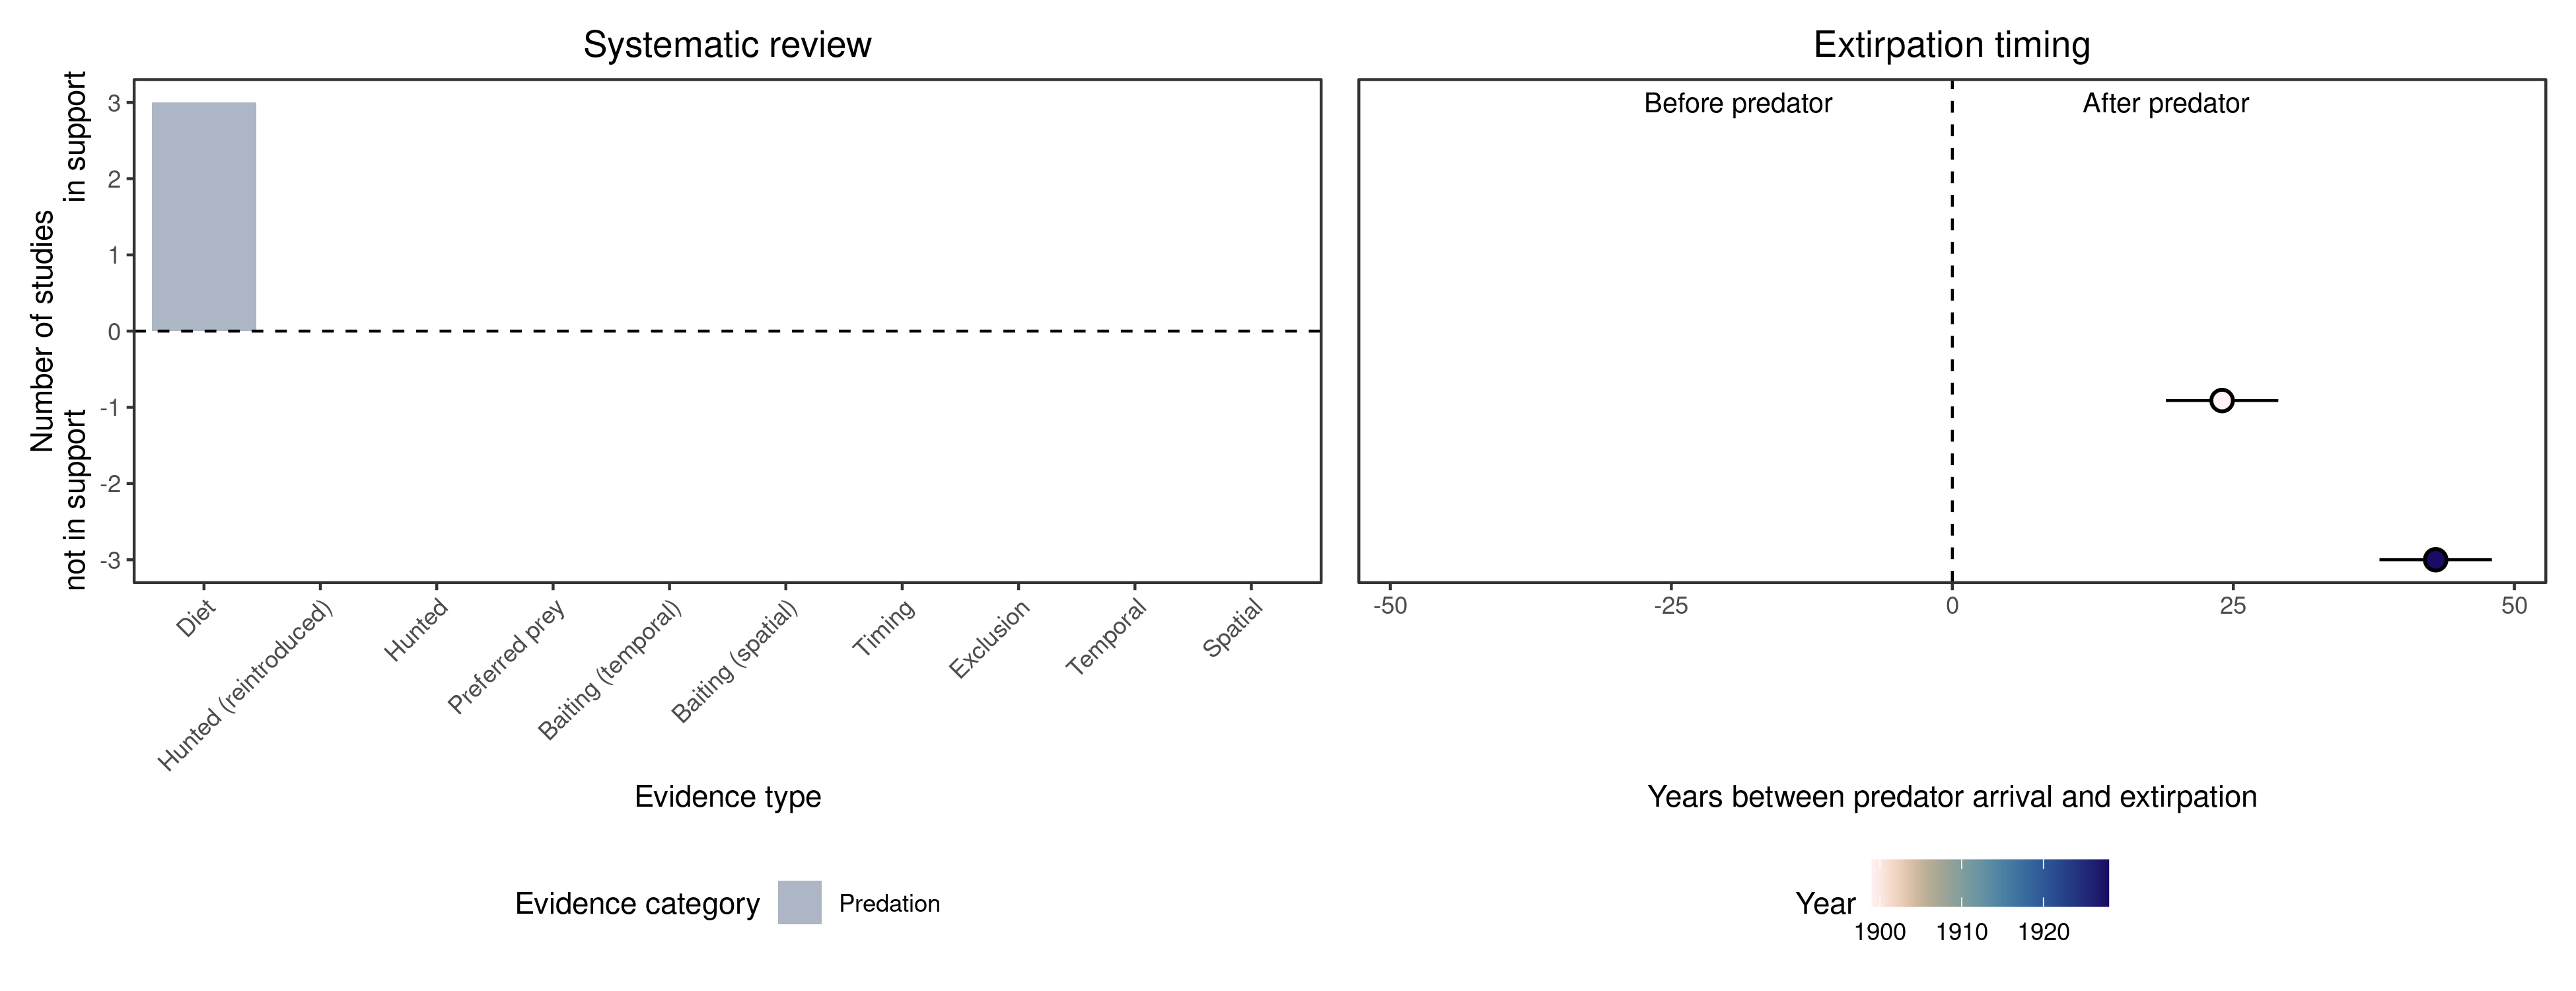 Systematic review
Number of studies
not in support
in support
3
2
1
0
-1
-2
-3
Diet
Hunted (reintroduced)
Hunted
Preferred prey
Baiting (temporal)
Baiting (spatial)
Timing
Exclusion
Temporal
Spatial
Evidence type
Evidence category
Predation
Extirpation timing
Before predator
After predator
-50
-25
0
25
50
Years between predator arrival and extirpation
Year
1900
1910
1920